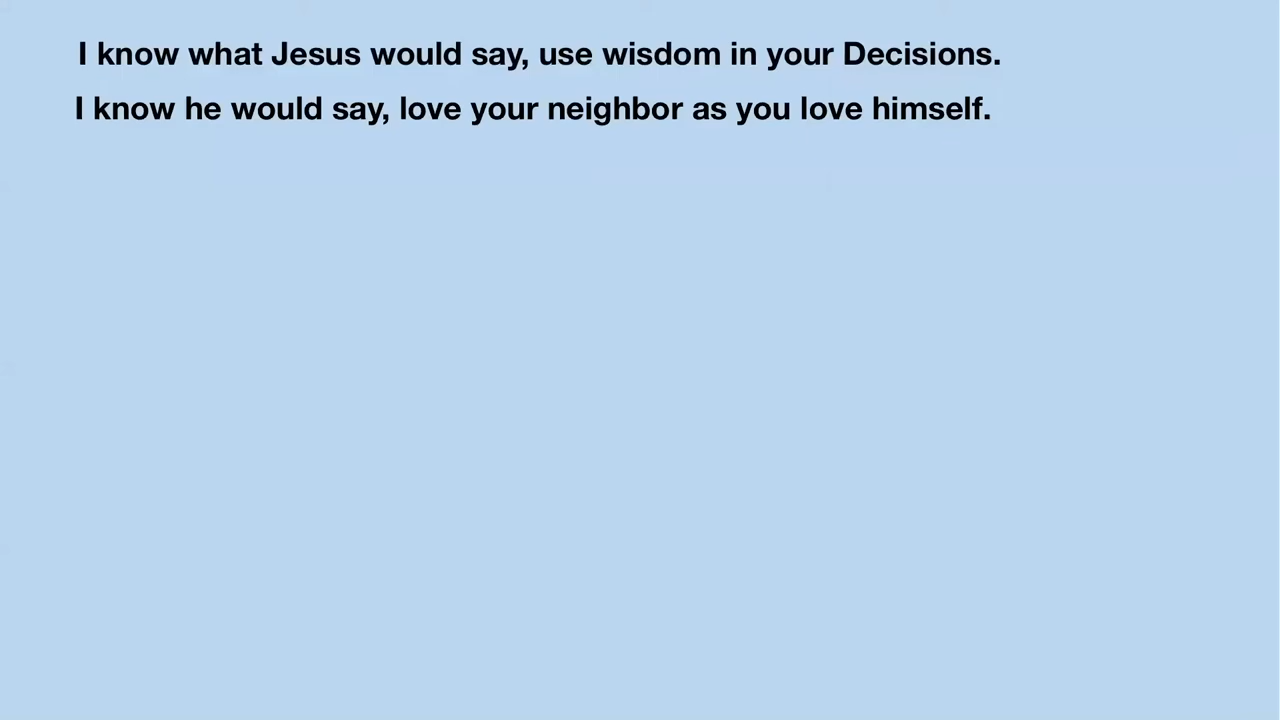 I know what Jesus would say, use wisdom in your Decisions.
I know he would say, love your neighbor as you love himself.